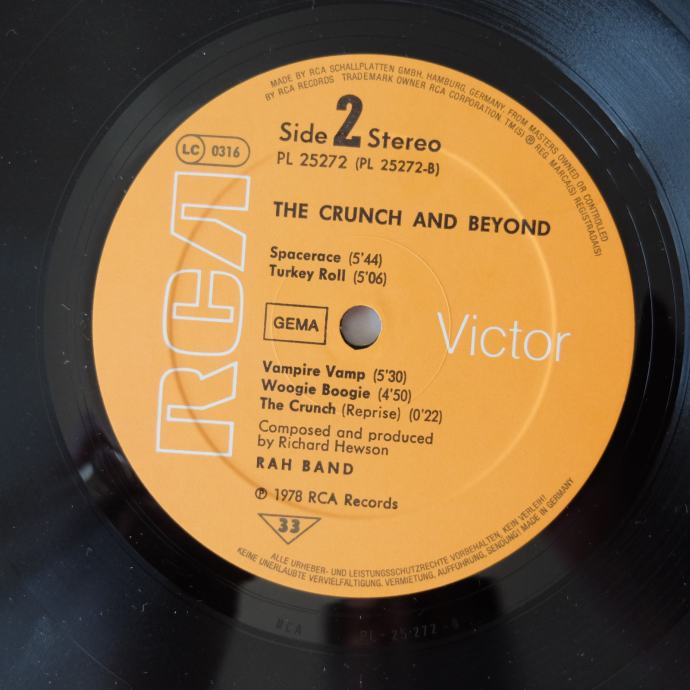 MADE BY RCA SCHALLPLATTEN GMBH, HAMBURG, GERMANY, FROM MASTERS OWNED OR CONTROLLED
BY RCA RECORDS TRADEMARK OWNER RCA CORPORATION. TM(S) ® REG. MARCA(S) REGISTRADA(S)
Side 2 Stereo
LC 0316
PL 25272 (PL 25272-B)
RCA
THE CRUNCH AND BEYOND
Spacerace (5'44)
Turkey Roll (5'06)
GEMA
Victor
Vampire Vamp (5'30)
Woogie Boogie (4'50)
The Crunch (Reprise) (0'22)
Composed and produced
by Richard Hewson
RAH BAND
℗ 1978 RCA Records
33
ALLE URHEBER- UND LEISTUNGSSCHUTZRECHTE VORBEHALTEN, KEIN VERLEIH!
KEINE UNERLAUBTE VERVIELFÄLTIGUNG, VERMIETUNG, AUFFÜHRUNG, SENDUNG! MADE IN GERMANY
RCA PL-25272-B